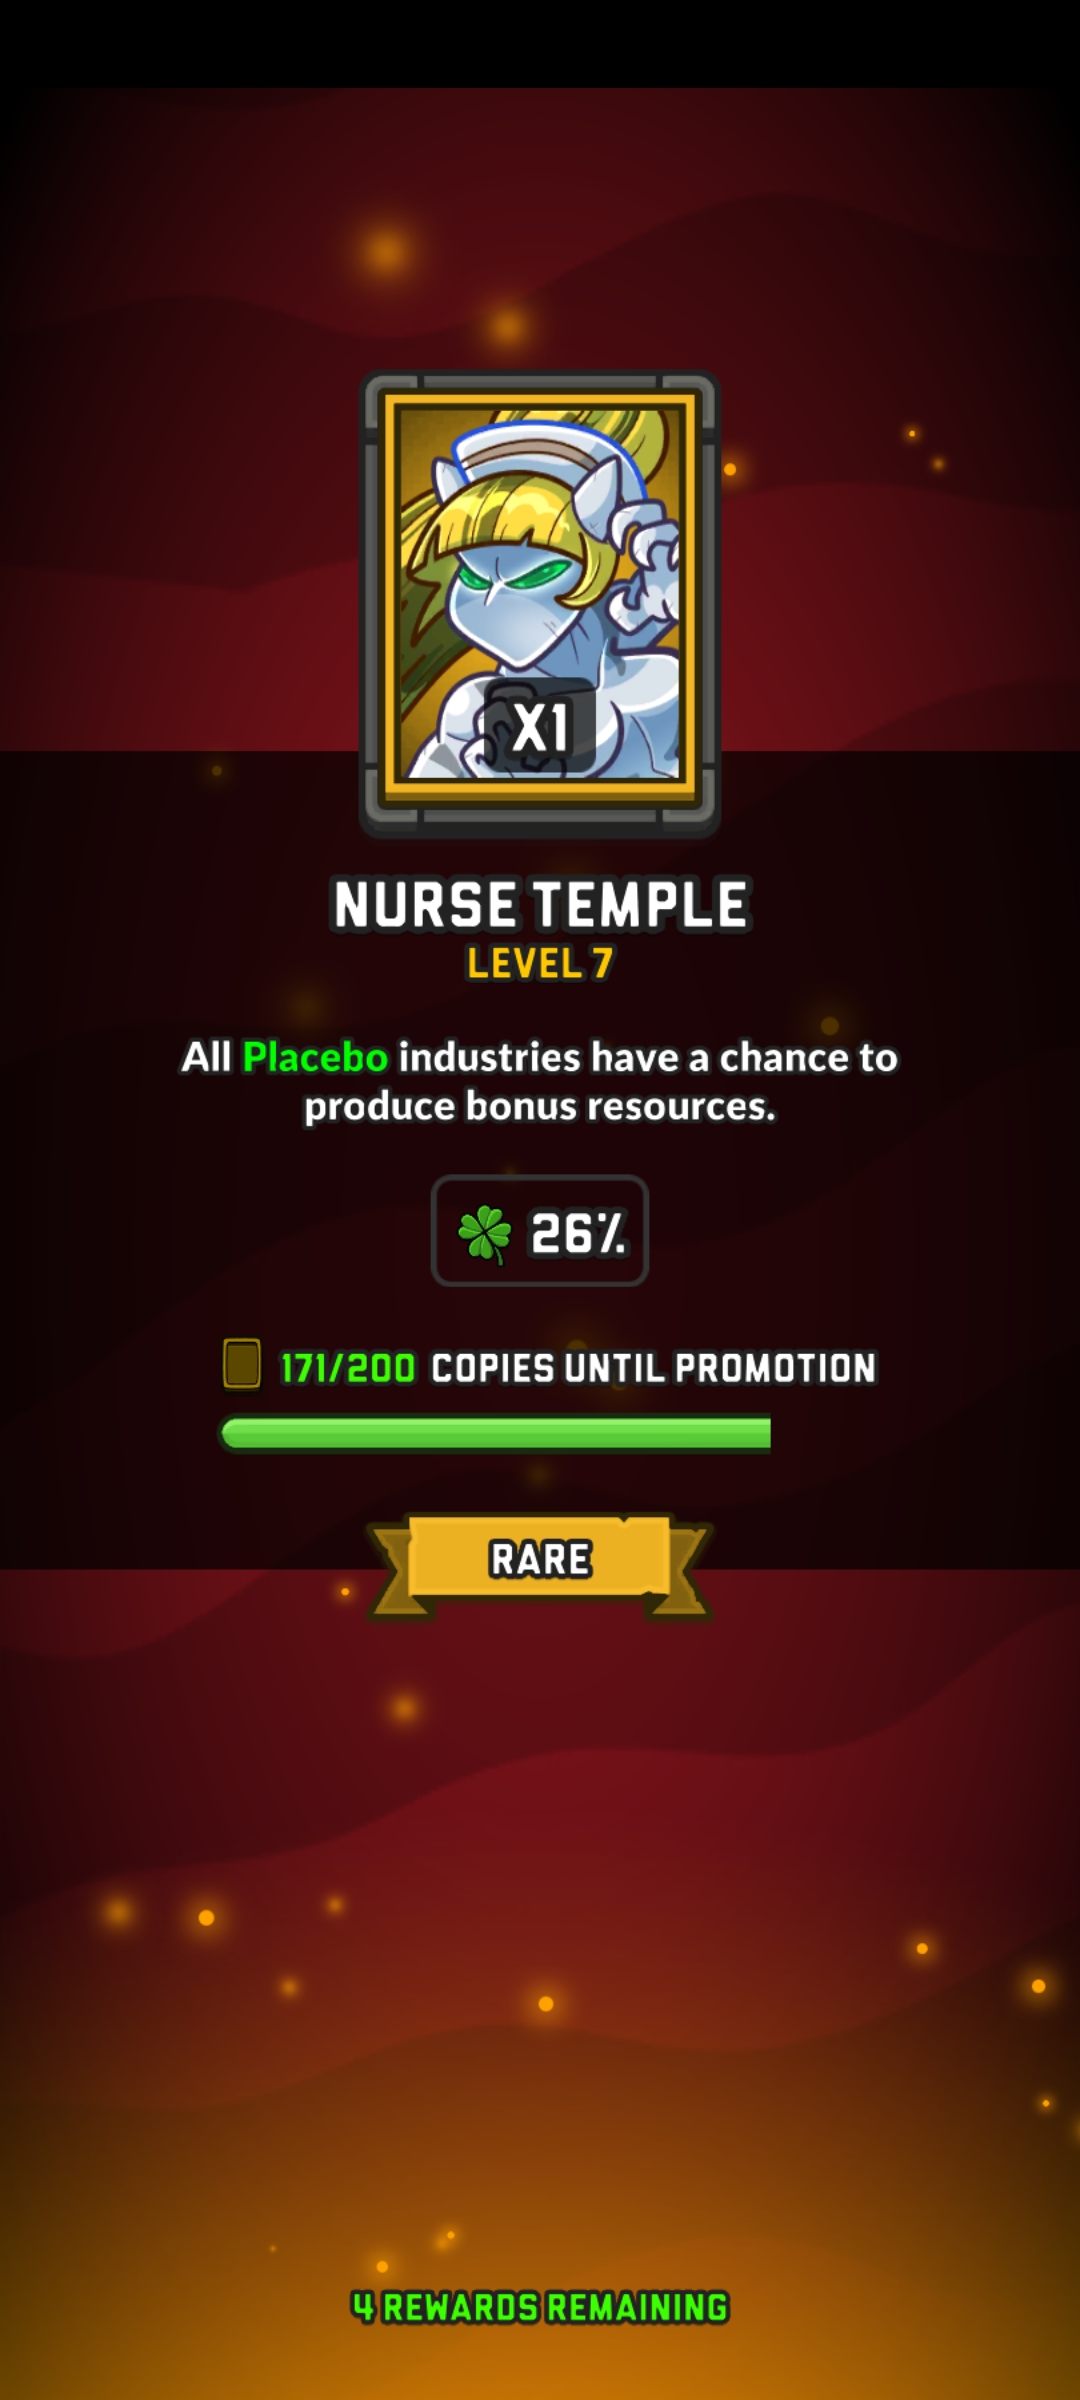 X1
NURSE TEMPLE
LEVEL 7
All Placebo industries have a chance to
produce bonus resources.
26%
171/200 COPIES UNTIL PROMOTION
RARE
4 REWARDS REMAINING